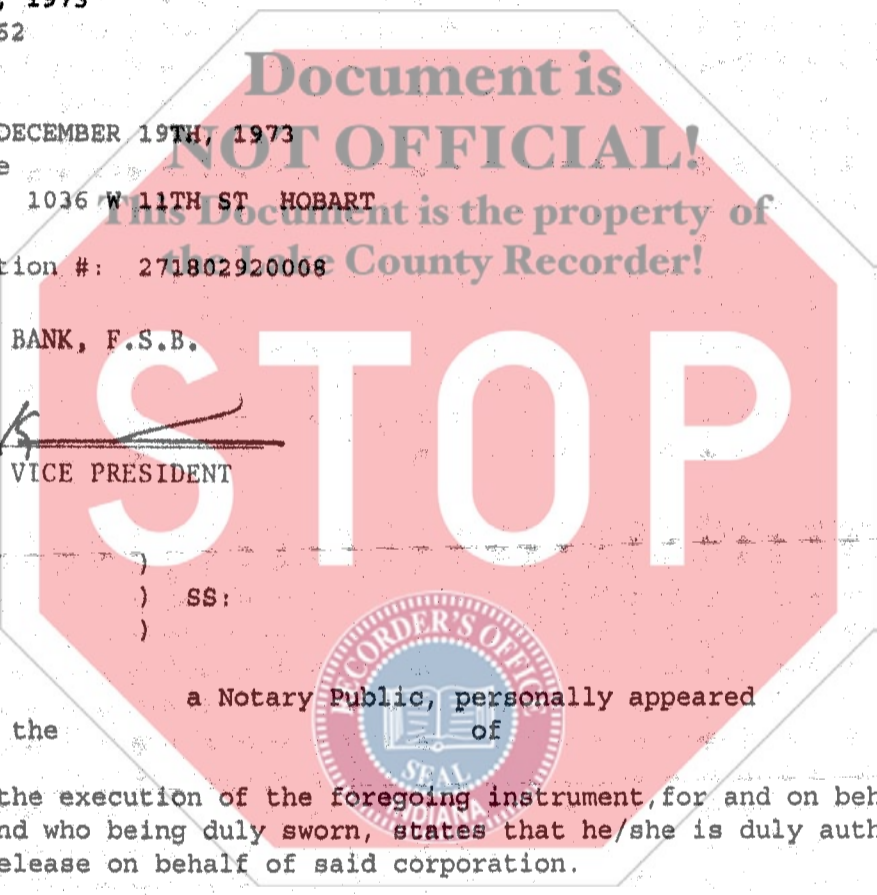 , 1973
62
Document is
NOT OFFICIAL!
DECEMBER 19TH, 1973
e
1036 W 11TH ST HOBART
This Document is the property of
the Lake County Recorder!
tion #: 271802920008
BANK, F.S.B.
STOP
VICE PRESIDENT
)
) SS:
)
RECORDER'S OFFICE
a Notary Public, personally appeared
the of
SEAL
INDIANA
the execution of the foregoing instrument, for and on beh
nd who being duly sworn, states that he/she is duly auth
elease on behalf of said corporation.